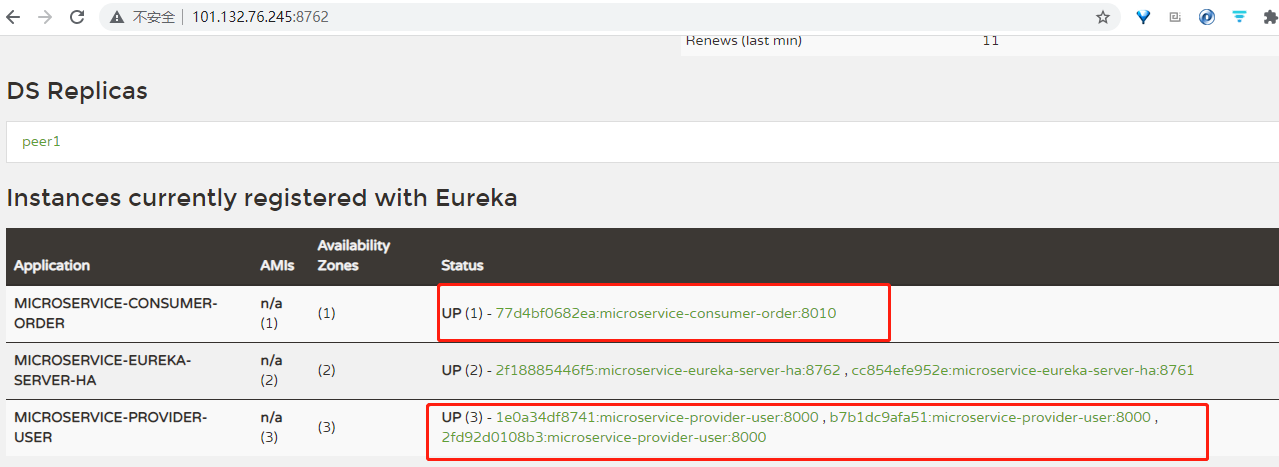 不安全 | 101.132.76.245:8762
Renews (last min) 11
DS Replicas
peer1
Instances currently registered with Eureka
Application AMIs Availability Zones Status
MICROSERVICE-CONSUMER-ORDER n/a (1) (1) UP (1) - 77d4bf0682ea:microservice-consumer-order:8010
MICROSERVICE-EUREKA-SERVER-HA n/a (2) (2) UP (2) - 2f18885446f5:microservice-eureka-server-ha:8762 , cc854efe952e:microservice-eureka-server-ha:8761
MICROSERVICE-PROVIDER-USER n/a (3) (3) UP (3) - 1e0a34df8741:microservice-provider-user:8000 , b7b1dc9afa51:microservice-provider-user:8000 ,
2fd92d0108b3:microservice-provider-user:8000